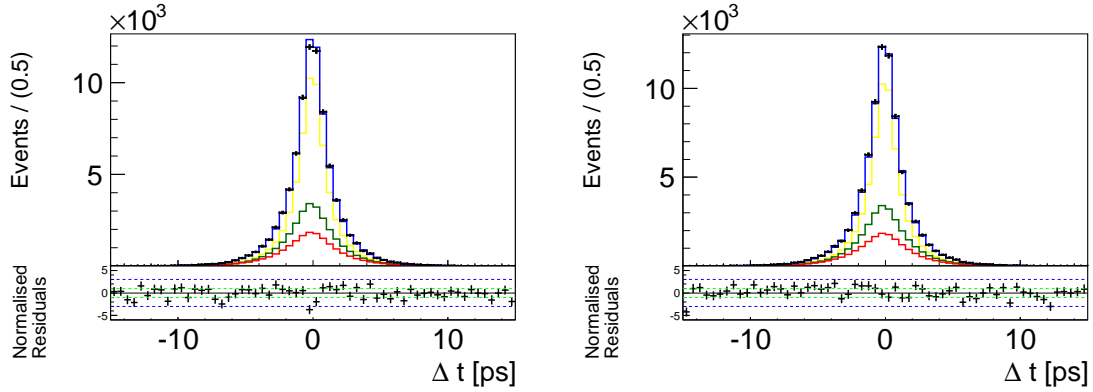 ×10³
Events / (0.5)
10
5
Normalised
Residuals
5
0
-5
-10
0
10
Δ t [ps]
×10³
Events / (0.5)
10
5
Normalised
Residuals
5
0
-5
-10
0
10
Δ t [ps]